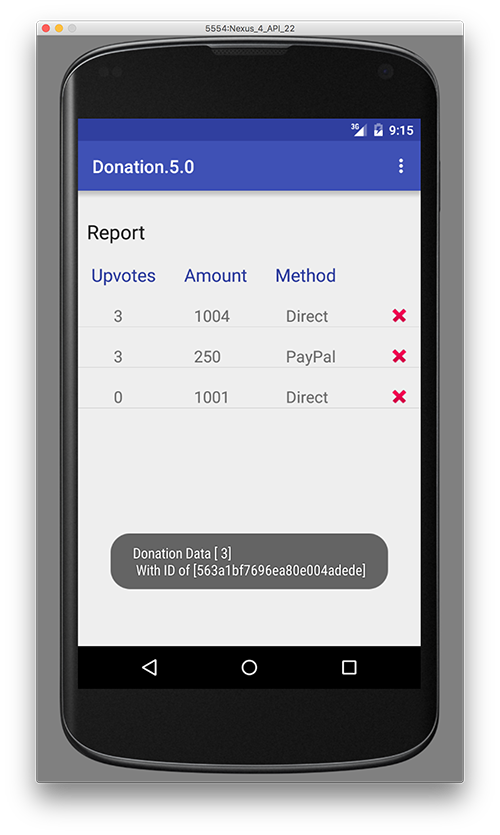 5554:Nexus_4_API_22
3G 9:15
Donation.5.0
Report
Upvotes Amount Method
3 1004 Direct
3 250 PayPal
0 1001 Direct
Donation Data [ 3]
With ID of [563a1bf7696ea80e004adede]